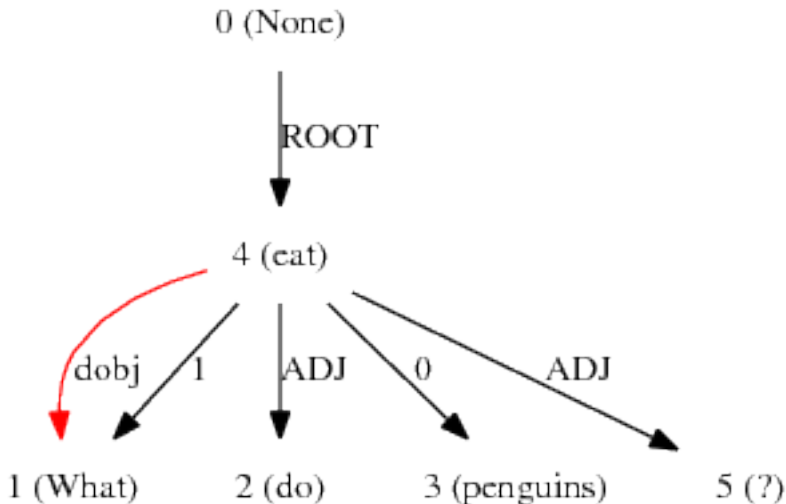 0 (None)
ROOT
4 (eat)
dobj 1 ADJ 0 ADJ
1 (What) 2 (do) 3 (penguins) 5 (?)